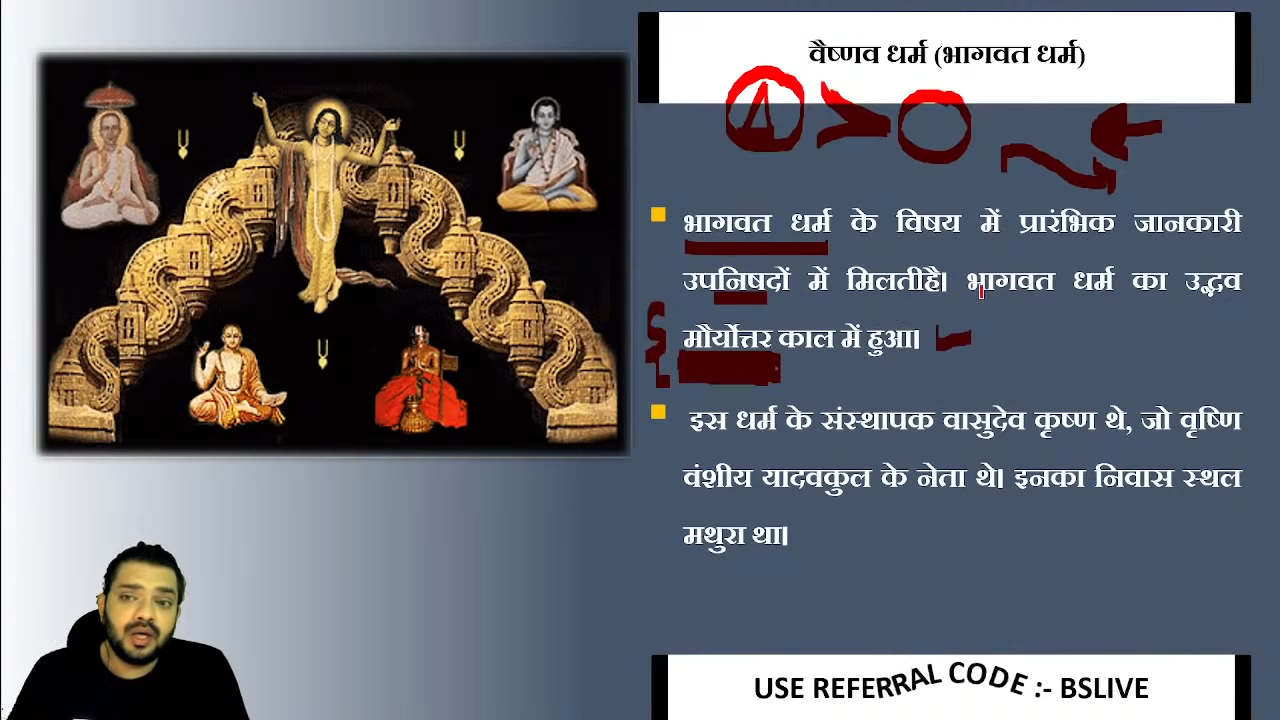 वैष्णव धर्म (भागवत धर्म)
भागवत धर्म के विषय में प्रारंभिक जानकारी
उपनिषदों में मिलतीहै। भागवत धर्म का उद्भव
मौर्योत्तर काल में हुआ।
इस धर्म के संस्थापक वासुदेव कृष्ण थे, जो वृष्णि
वंशीय यादवकुल के नेता थे। इनका निवास स्थल
मथुरा था।
USE REFERRAL CODE :- BSLIVE